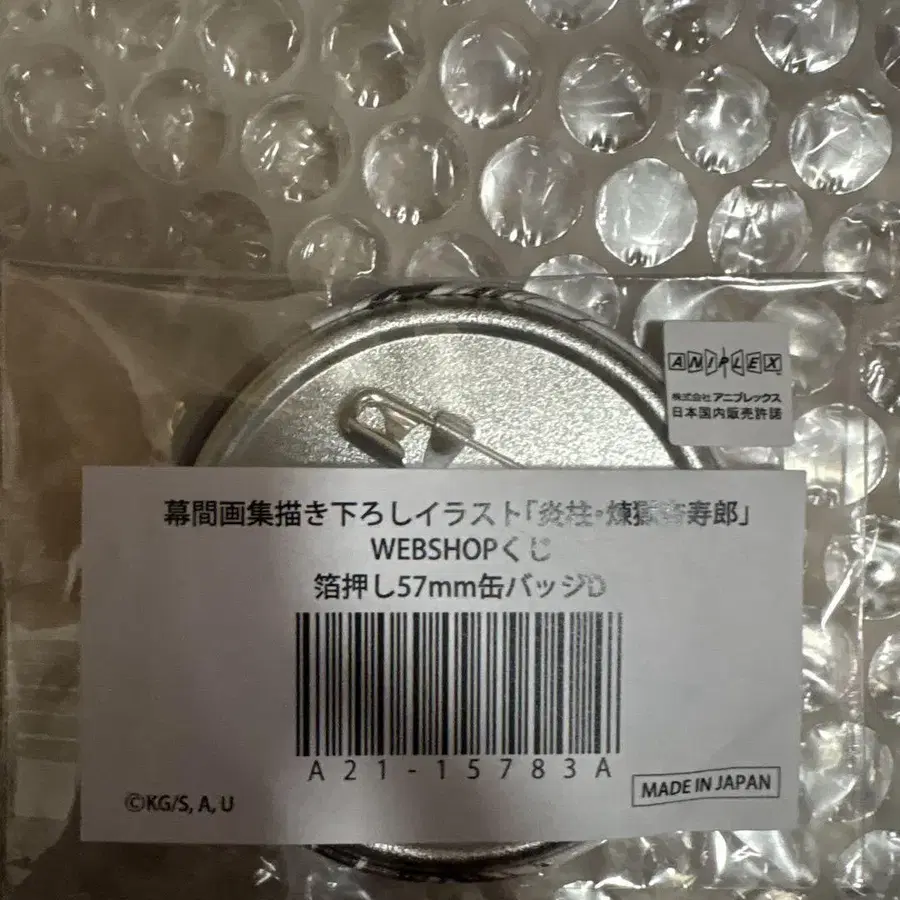 ANIPLEX
株式会社 アニプレックス
日本国内販売許諾
幕間画集描き下ろしイラスト「炎柱・煉獄杏寿郎」
WEBSHOPくじ
箔押し57mm缶バッジD
A21-15783A
MADE IN JAPAN
©KG/S, A, U